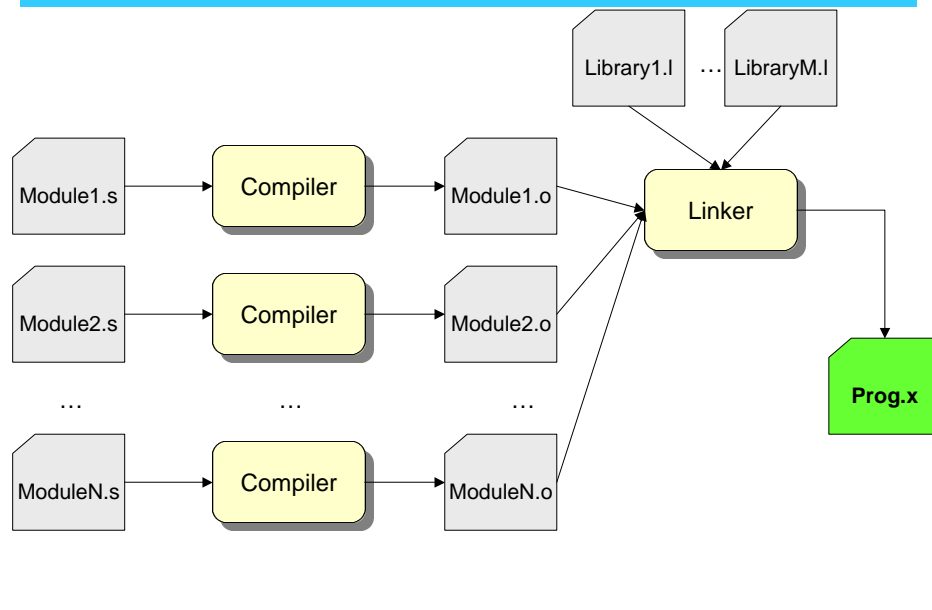 Library1.l
…
LibraryM.l
Module1.s
Compiler
Module1.o
Linker
Module2.s
Compiler
Module2.o
Prog.x
…
…
…
ModuleN.s
Compiler
ModuleN.o